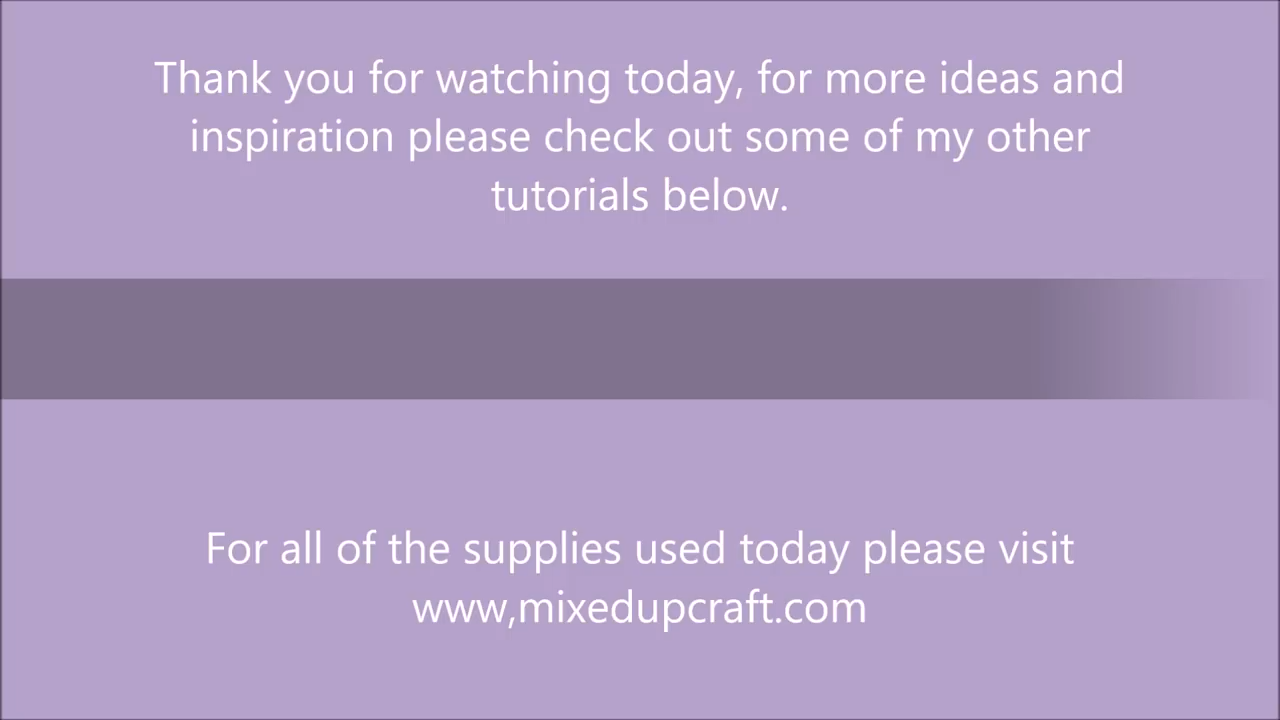 Thank you for watching today, for more ideas and
inspiration please check out some of my other
tutorials below.
For all of the supplies used today please visit
www,mixedupcraft.com